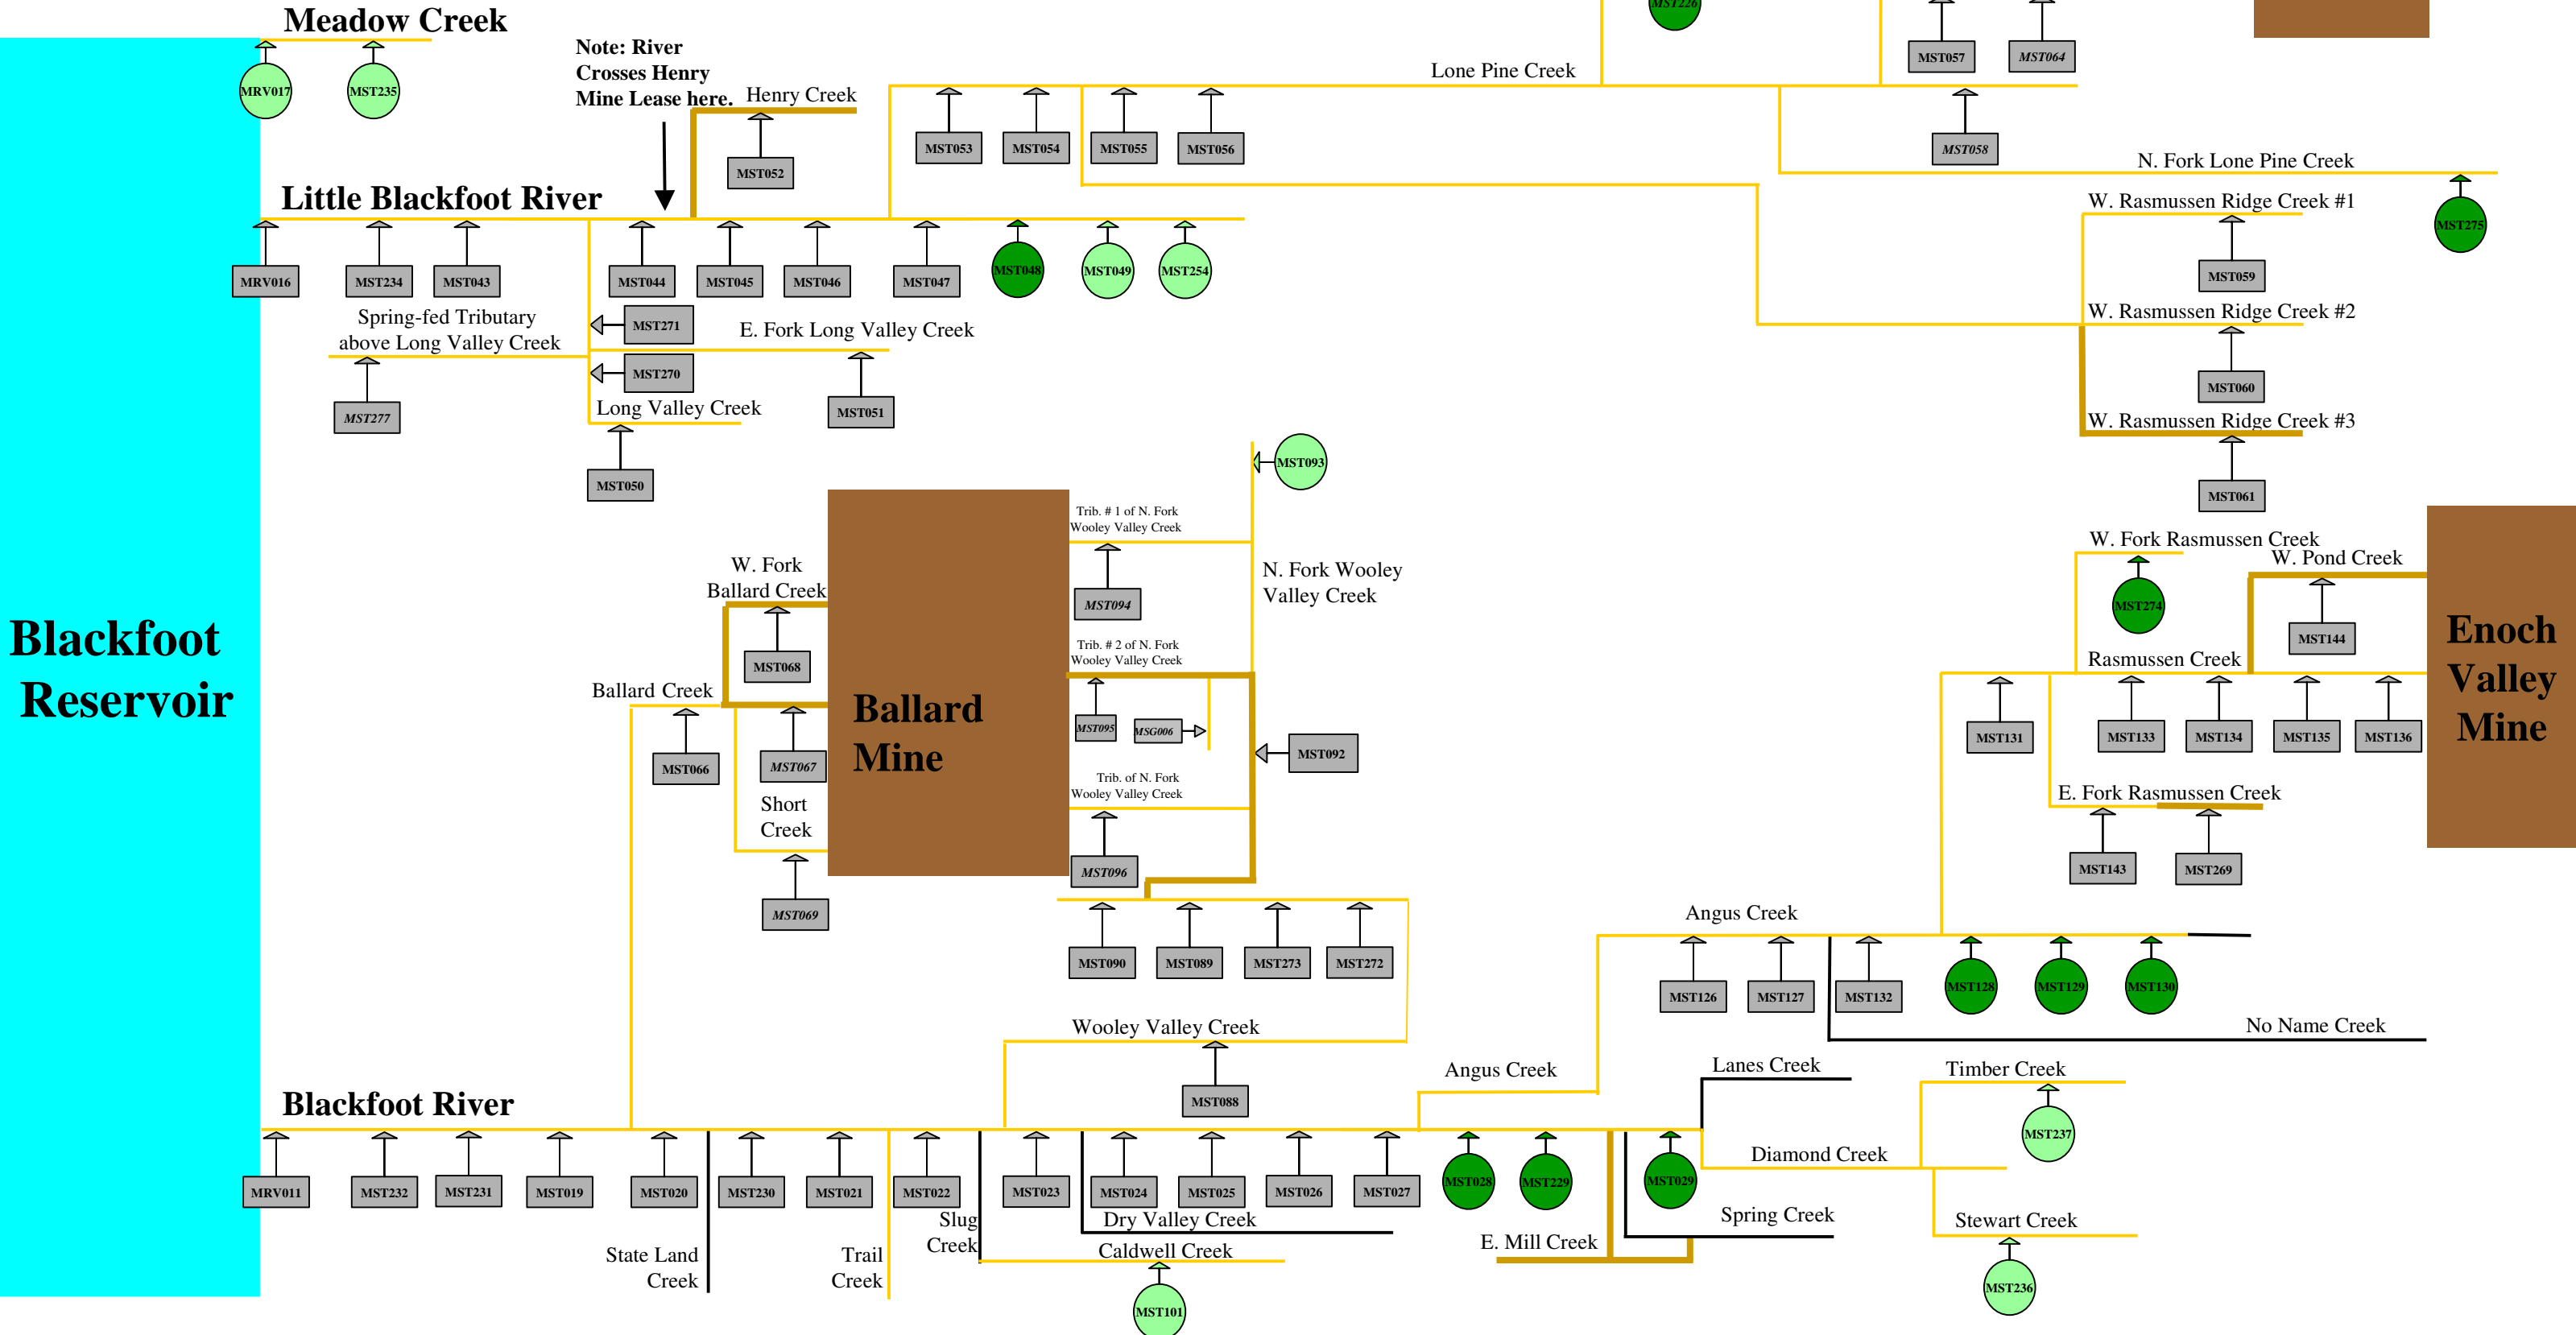 Meadow Creek
MRV017
MST235
Note: River
Crosses Henry
Mine Lease here.
Henry Creek
MST052
Lone Pine Creek
MST226
MST057
MST064
MST053
MST054
MST055
MST056
MST058
N. Fork Lone Pine Creek
MST275
Little Blackfoot River
MRV016
MST234
MST043
MST044
MST045
MST046
MST047
MST048
MST049
MST254
W. Rasmussen Ridge Creek #1
MST059
W. Rasmussen Ridge Creek #2
MST060
W. Rasmussen Ridge Creek #3
MST061
Spring-fed Tributary
above Long Valley Creek
MST277
MST271
E. Fork Long Valley Creek
MST270
MST051
Long Valley Creek
MST050
MST093
Trib. # 1 of N. Fork
Wooley Valley Creek
MST094
N. Fork Wooley
Valley Creek
W. Fork
Ballard Creek
MST068
Ballard Creek
MST066
MST067
Short
Creek
MST069
Ballard
Mine
Trib. # 2 of N. Fork
Wooley Valley Creek
MST095
MSG006
MST092
Trib. of N. Fork
Wooley Valley Creek
MST096
MST090
MST089
MST273
MST272
W. Fork Rasmussen Creek
W. Pond Creek
MST274
MST144
Rasmussen Creek
MST131
MST133
MST134
MST135
MST136
E. Fork Rasmussen Creek
MST143
MST269
Enoch
Valley
Mine
Blackfoot
Reservoir
Angus Creek
MST126
MST127
MST132
MST128
MST129
MST130
No Name Creek
Wooley Valley Creek
MST088
Angus Creek
Lanes Creek
Timber Creek
MST237
Diamond Creek
Stewart Creek
MST236
Blackfoot River
MRV011
MST232
MST231
MST019
MST020
MST230
MST021
MST022
MST023
MST024
MST025
MST026
MST027
MST028
MST229
MST029
State Land
Creek
Trail
Creek
Slug
Creek
Dry Valley Creek
Caldwell Creek
MST101
E. Mill Creek
Spring Creek